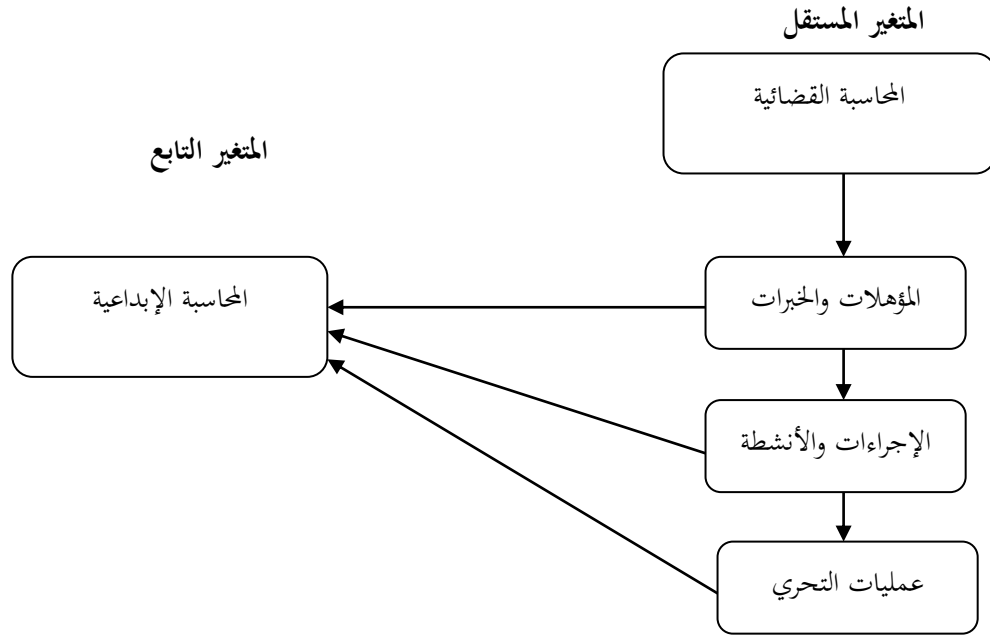 المتغير المستقل
المحاسبة القضائية
المتغير التابع
المؤهلات والخبرات
المحاسبة الإبداعية
الإجراءات والأنشطة
عمليات التحري